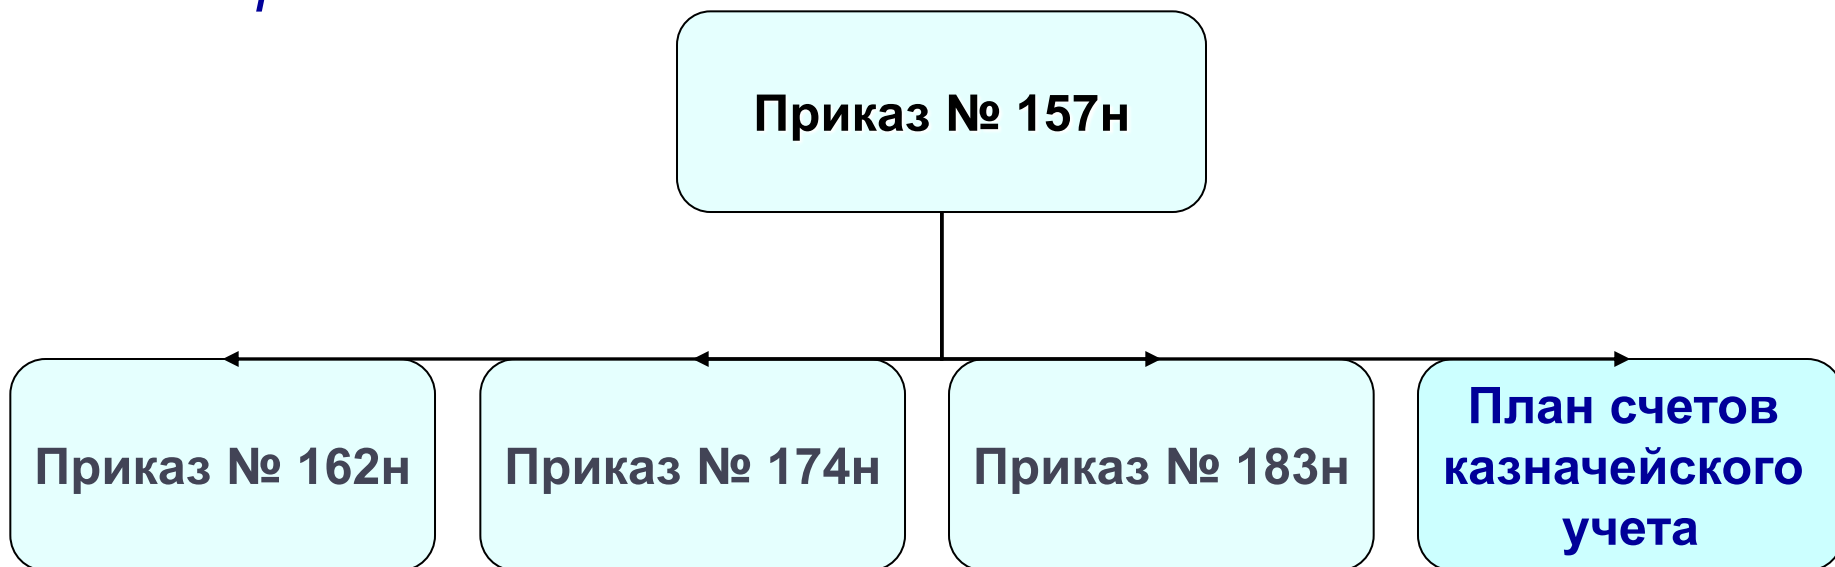 Приказ № 157н
Приказ № 162н
Приказ № 174н
Приказ № 183н
План счетов
казначейского
учета